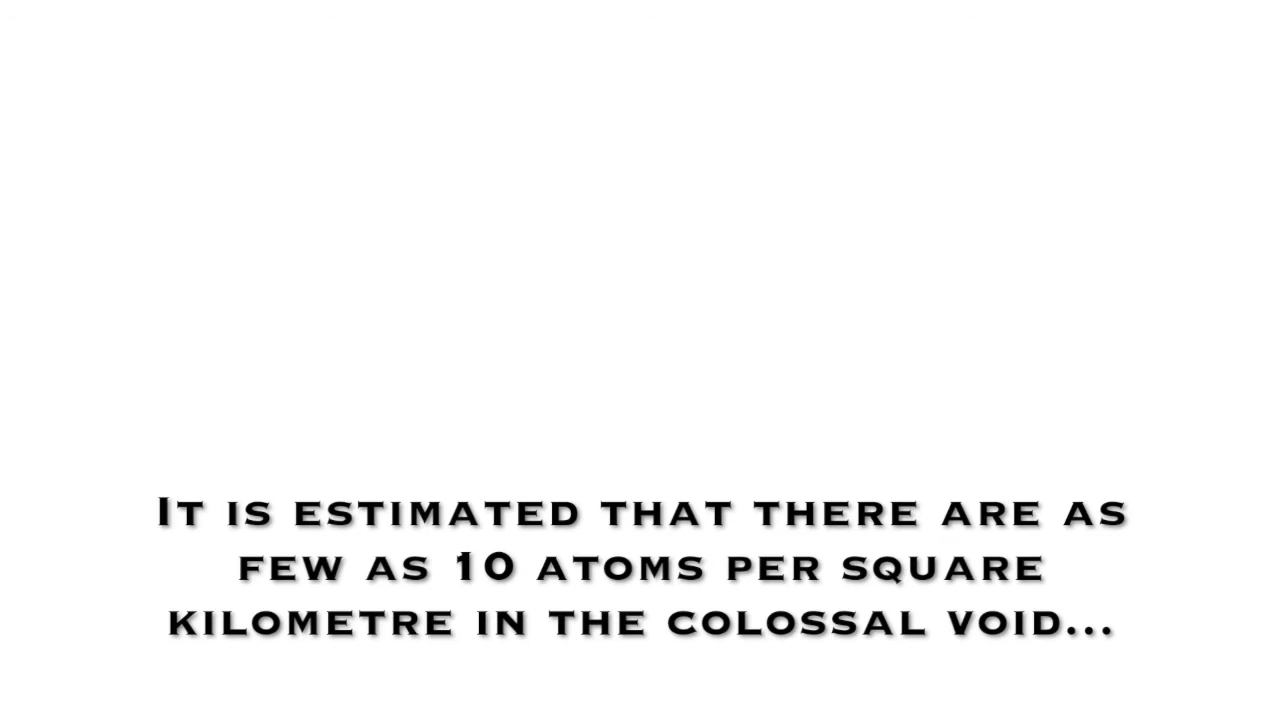 It is estimated that there are as
few as 10 atoms per square
kilometre in the colossal void...